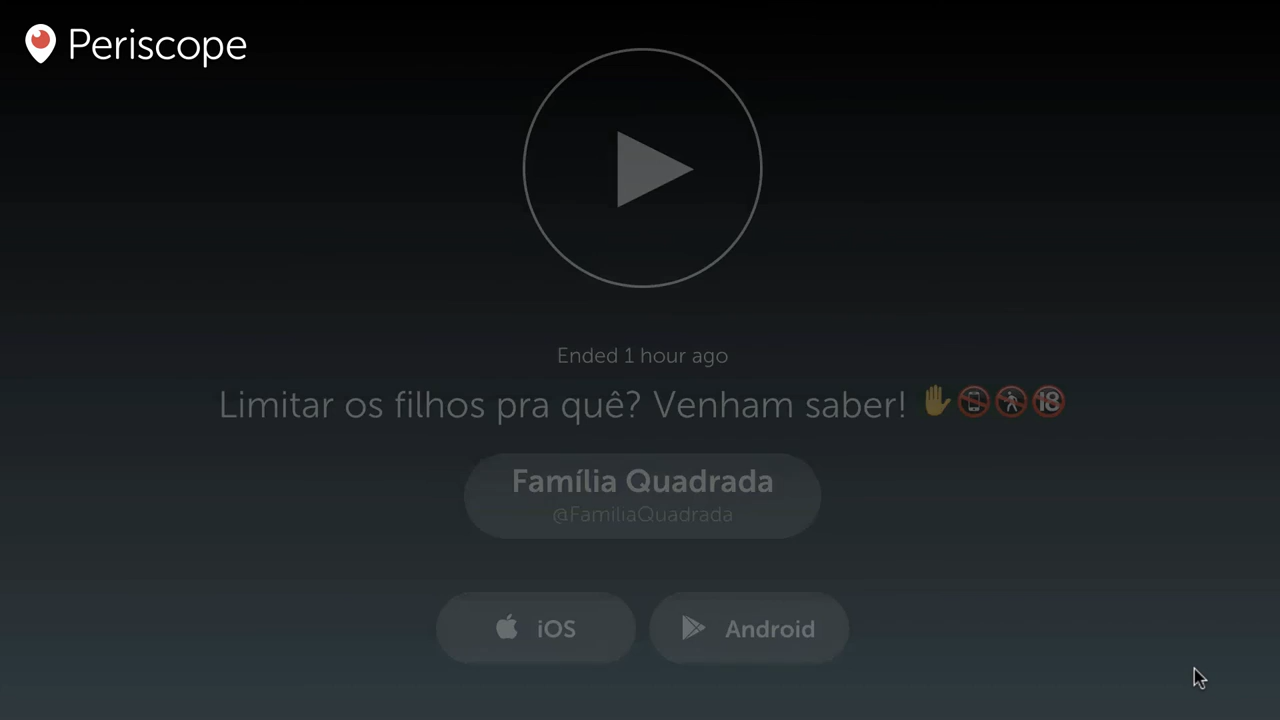 Periscope
Ended 1 hour ago
Limitar os filhos pra quê? Venham saber! ✋📵🚷🔞
Família Quadrada
@FamiliaQuadrada
iOS
Android